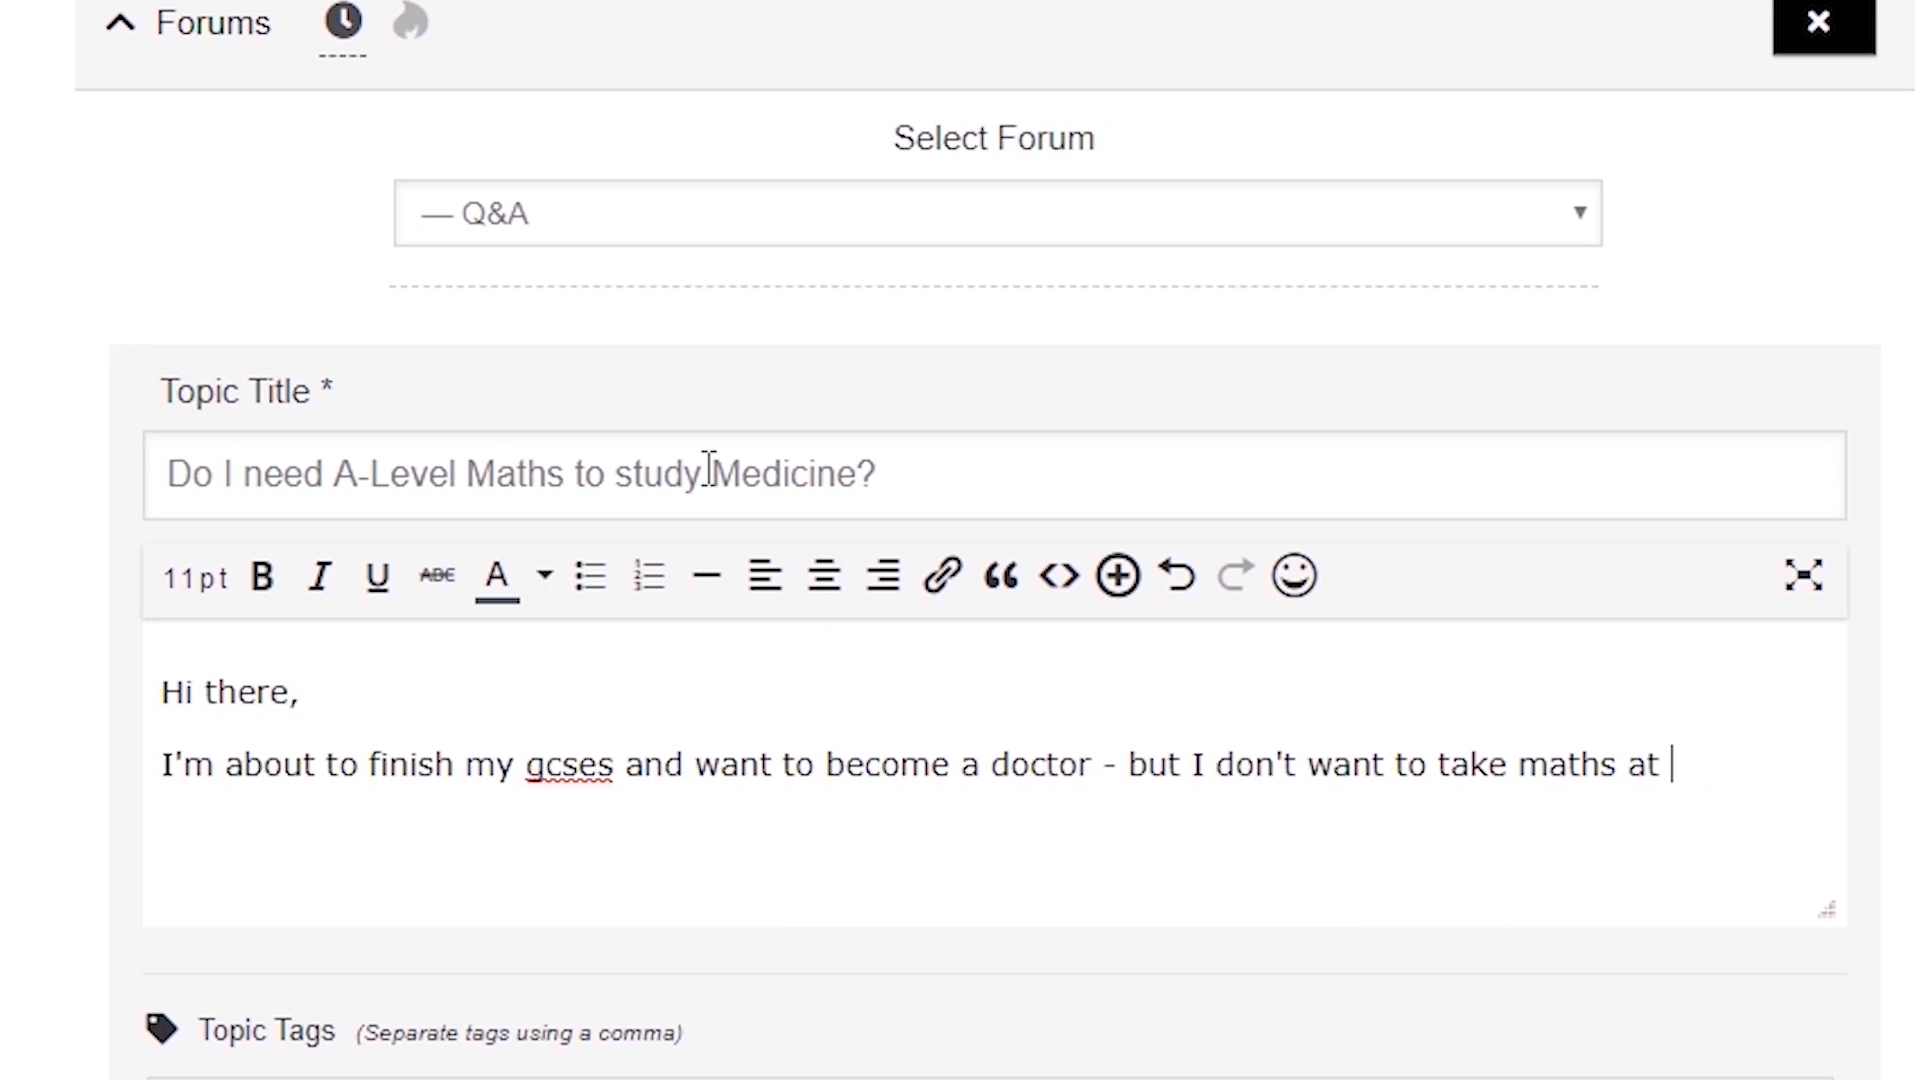 Forums
Select Forum
— Q&A
Topic Title *
Do I need A-Level Maths to study Medicine?
11pt B I U ABC A
Hi there,
I'm about to finish my gcses and want to become a doctor - but I don't want to take maths at
Topic Tags (Separate tags using a comma)